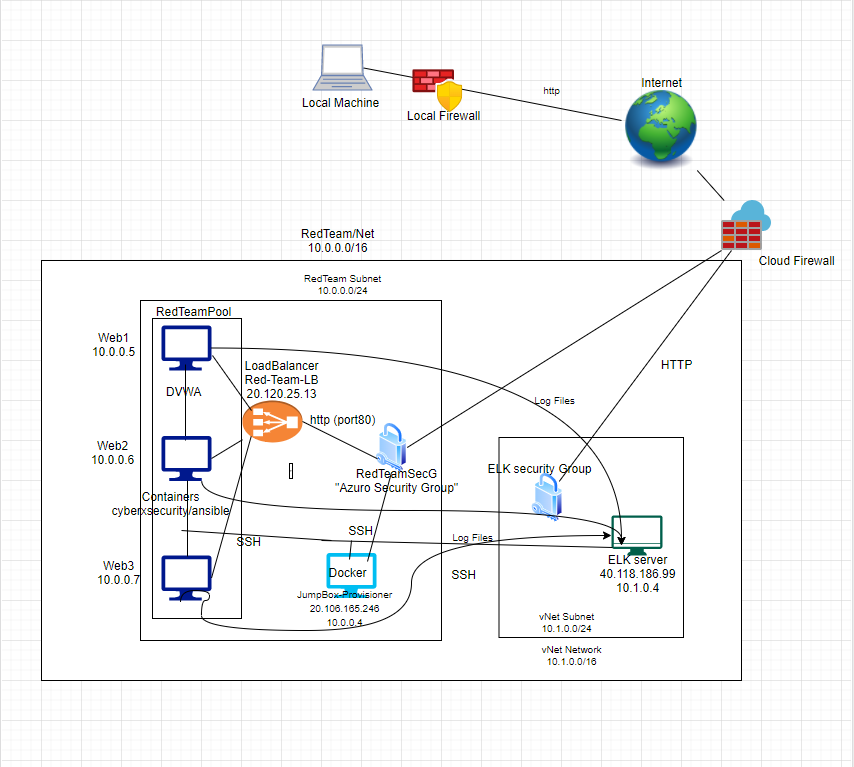 Internet
http
Local Machine
Local Firewall
RedTeam/Net
10.0.0.0/16
Cloud Firewall
RedTeam Subnet
10.0.0.0/24
RedTeamPool
Web1
10.0.0.5
LoadBalancer
Red-Team-LB
20.120.25.13
HTTP
DVWA
Log Files
http (port80)
Web2
10.0.0.6
ELK security Group
RedTeamSecG
"Azuro Security Group"
Containers
cyberxsecurity/ansible
SSH
SSH
Log Files
Web3
10.0.0.7
Docker
SSH
ELK server
40.118.186.99
10.1.0.4
JumpBox-Provisioner
20.106.165.246
10.0.0.4
vNet Subnet
10.1.0.0/24
vNet Network
10.1.0.0/16